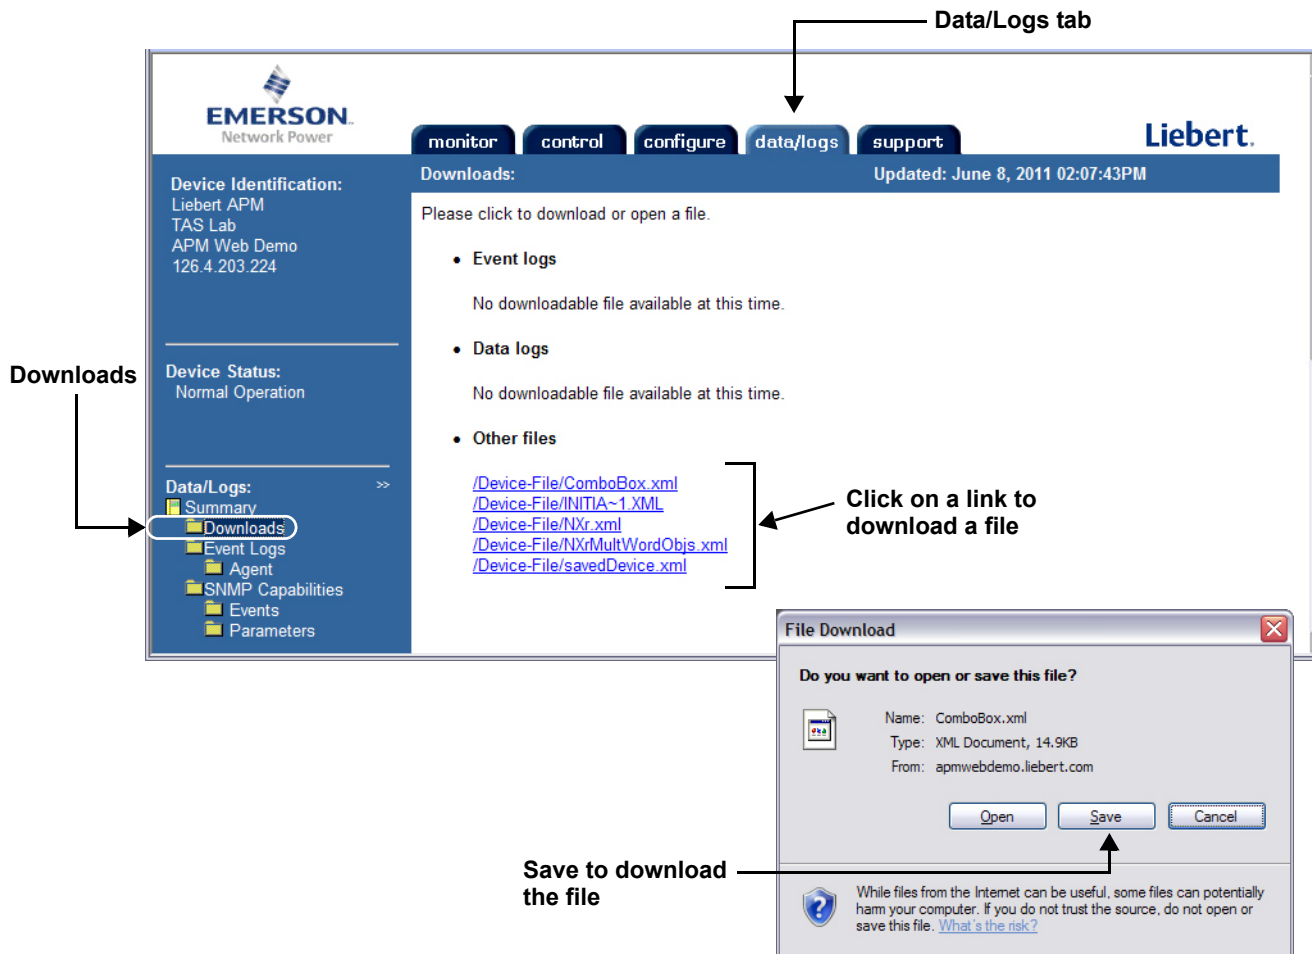 Data/Logs tab
EMERSON
Network Power
monitor
control
configure
data/logs
support
Liebert.
Device Identification:
Liebert APM
TAS Lab
APM Web Demo
126.4.203.224
Downloads:
Updated: June 8, 2011 02:07:43PM
Please click to download or open a file.
• Event logs
No downloadable file available at this time.
• Data logs
No downloadable file available at this time.
• Other files
/Device-File/ComboBox.xml
/Device-File/INITIA~1.XML
/Device-File/NXr.xml
/Device-File/NXrMultWordObjs.xml
/Device-File/savedDevice.xml
Click on a link to
download a file
Downloads
Device Status:
Normal Operation
Data/Logs: >>
Summary
Downloads
Event Logs
Agent
SNMP Capabilities
Events
Parameters
File Download
Do you want to open or save this file?
Name: ComboBox.xml
Type: XML Document, 14.9KB
From: apmwebdemo.liebert.com
Open
Save
Cancel
Save to download
the file
While files from the Internet can be useful, some files can potentially
harm your computer. If you do not trust the source, do not open or
save this file. What's the risk?